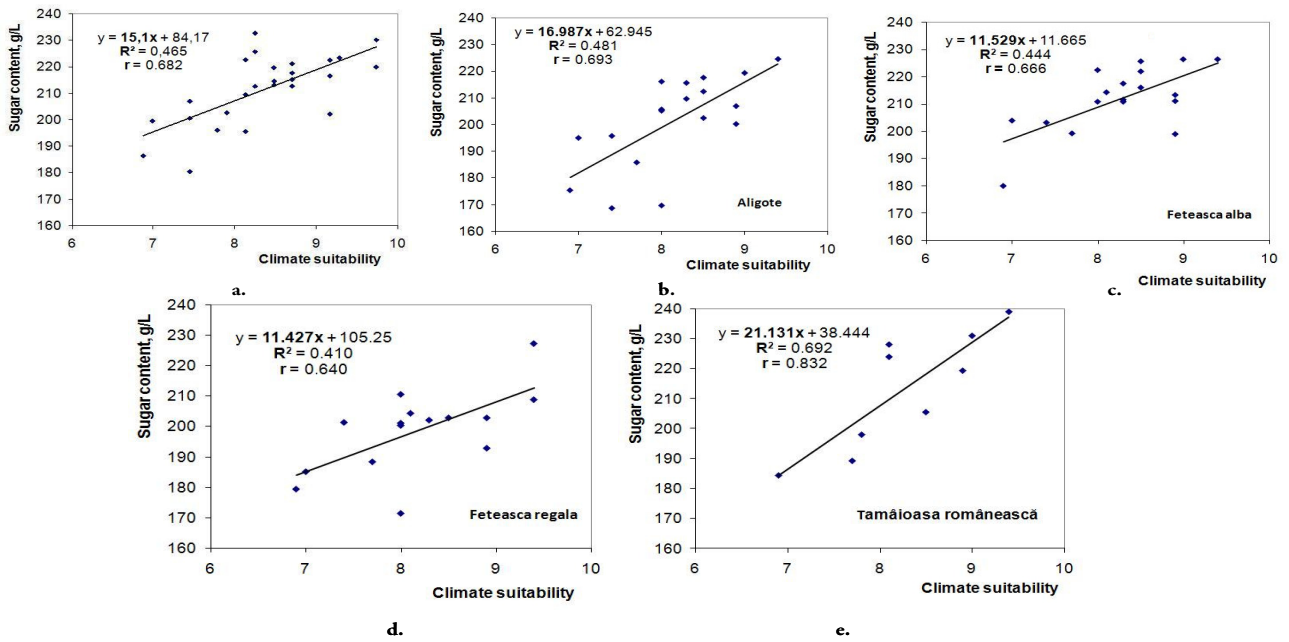 Sugar content, g/L
y = 15,1x + 84,17
R² = 0,465
r = 0.682
240
230
220
210
200
190
180
170
160
6 7 8 9 10
Climate suitability
a.
Sugar content, g/L
y = 16.987x + 62.945
R² = 0.481
r = 0.693
240
230
220
210
200
190
180
170
160
Aligote
6 7 8 9 10
Climate suitability
b.
Sugar content, g/L
y = 11,529x + 11.665
R² = 0.444
r = 0.666
240
230
220
210
200
190
180
170
160
Feteasca alba
6 7 8 9 10
Climate suitability
c.
Sugar content, g/L
y = 11.427x + 105.25
R² = 0.410
r = 0.640
240
230
220
210
200
190
180
170
160
Feteasca regala
6 7 8 9 10
Climate suitability
d.
Sugar content, g/L
y = 21.131x + 38.444
R² = 0.692
r = 0.832
240
230
220
210
200
190
180
170
160
Tamâioasa românească
6 7 8 9 10
Climate suitability
e.